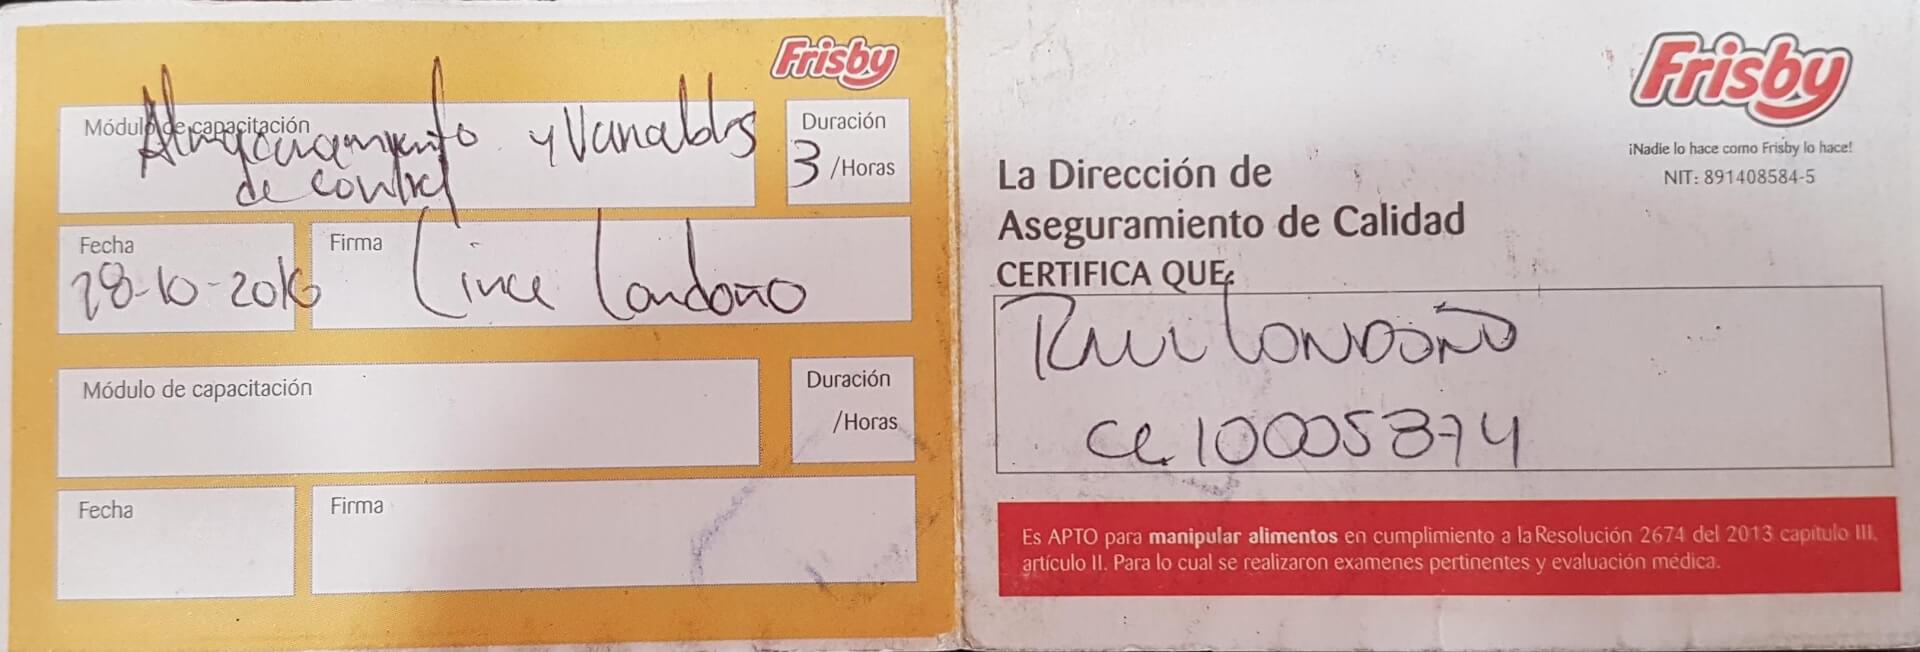 Frisby
Módulo de capacitación
Almacenamiento y Variables
de control
Duración
3 /Horas
Fecha
28-10-2016
Firma
Londoño
Módulo de capacitación
Duración
/Horas
Fecha
Firma
Frisby
¡Nadie lo hace como Frisby lo hace!
NIT: 891408584-5
La Dirección de
Aseguramiento de Calidad
CERTIFICA QUE:
LONDOÑO
CC 10005374
Es APTO para manipular alimentos en cumplimiento a la Resolución 2674 del 2013 capítulo III,
artículo II. Para lo cual se realizaron examenes pertinentes y evaluación médica.